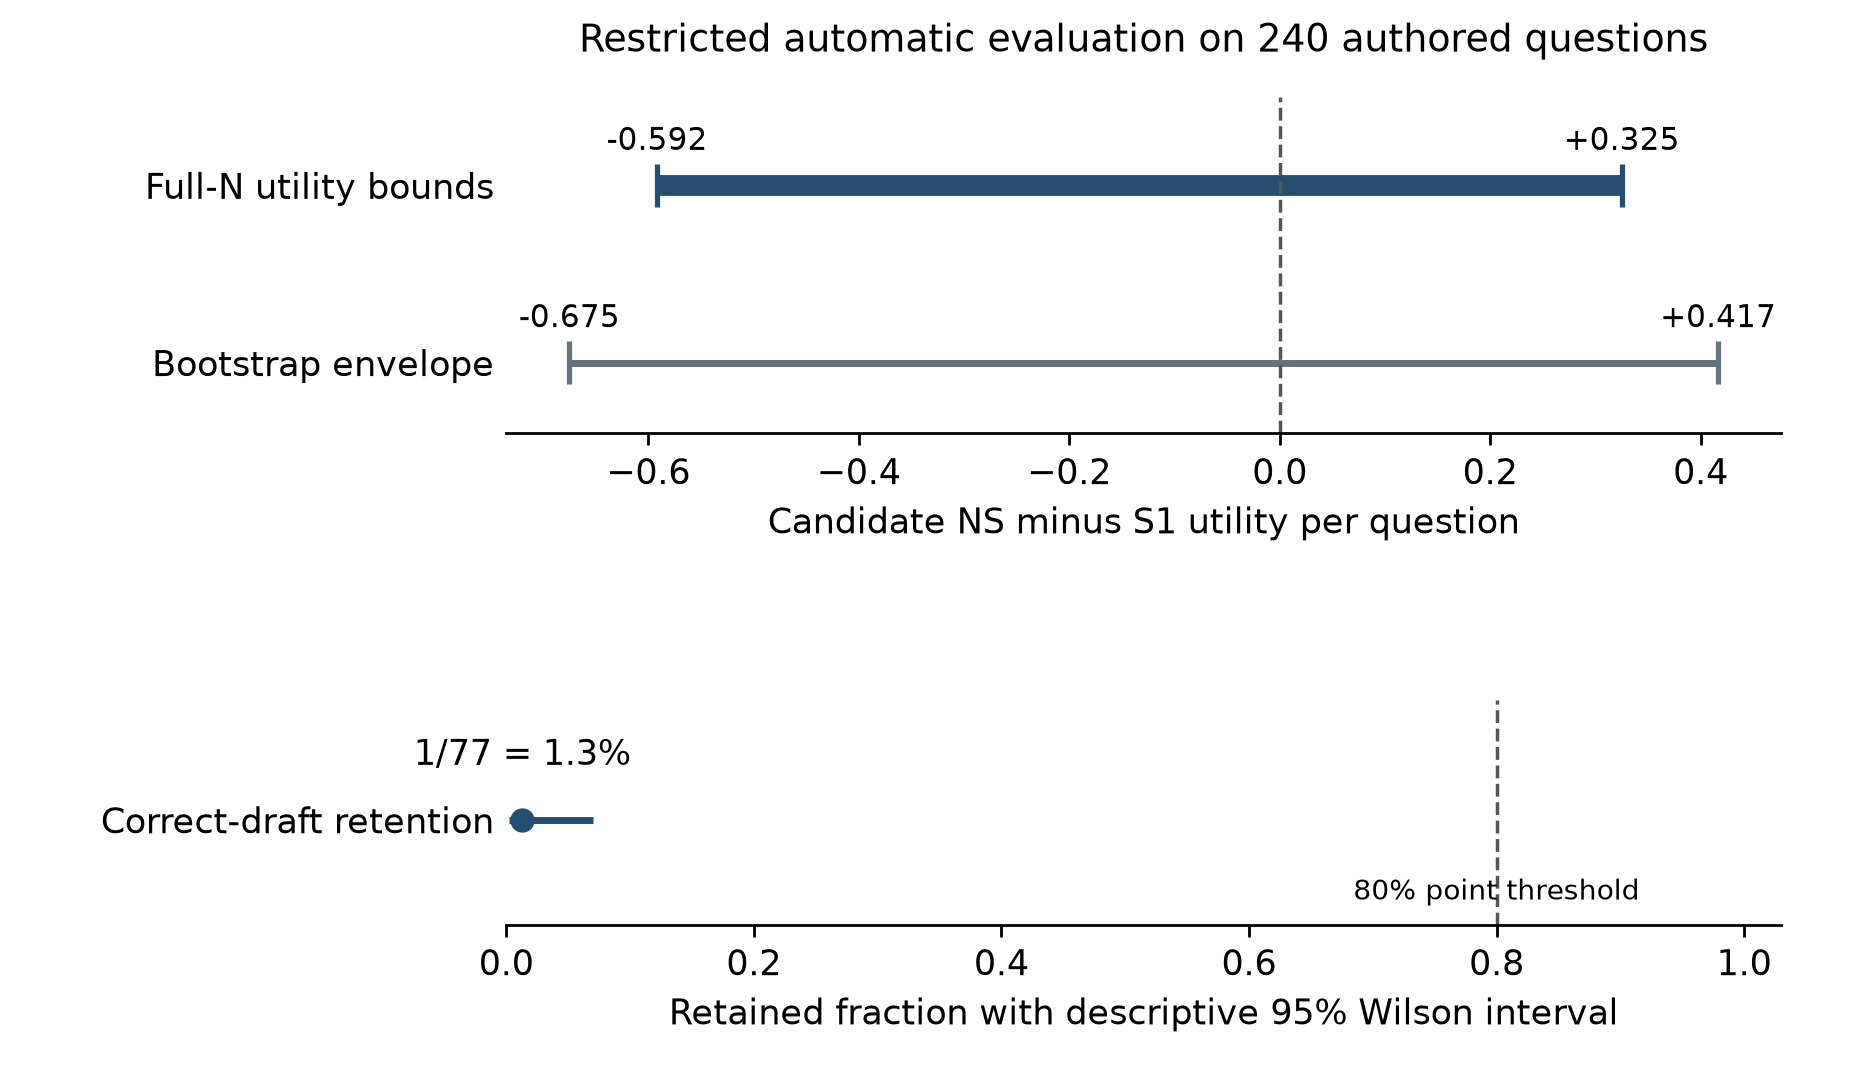 Restricted automatic evaluation on 240 authored questions
-0.592
+0.325
Full-N utility bounds
-0.675
+0.417
Bootstrap envelope
−0.6 −0.4 −0.2 0.0 0.2 0.4
Candidate NS minus S1 utility per question
1/77 = 1.3%
Correct-draft retention
80% point threshold
0.0 0.2 0.4 0.6 0.8 1.0
Retained fraction with descriptive 95% Wilson interval